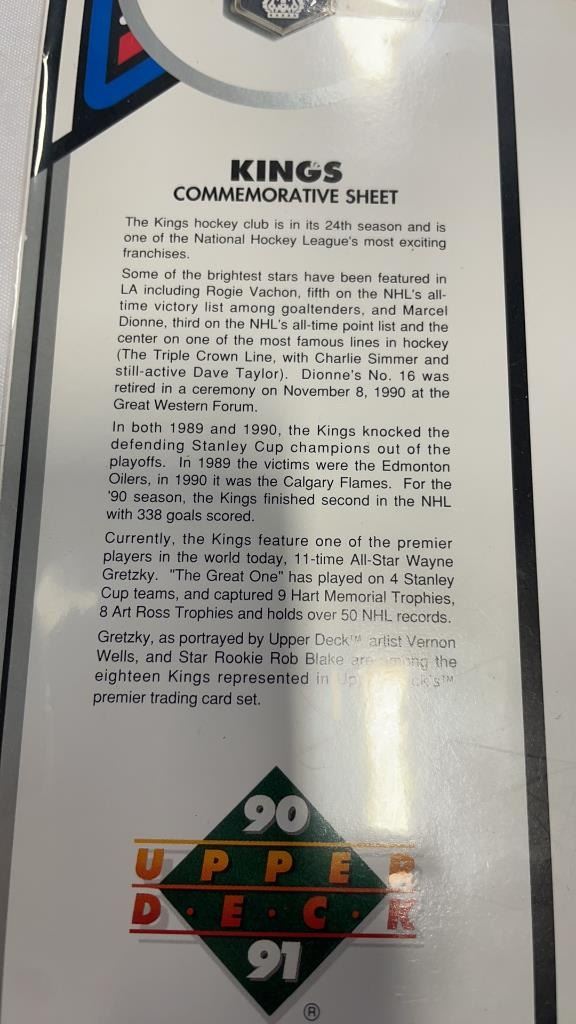 KINGS
COMMEMORATIVE SHEET
The Kings hockey club is in its 24th season and is
one of the National Hockey League's most exciting
franchises.
Some of the brightest stars have been featured in
LA including Rogie Vachon, fifth on the NHL's all-
time victory list among goaltenders, and Marcel
Dionne, third on the NHL's all-time point list and the
center on one of the most famous lines in hockey
(The Triple Crown Line, with Charlie Simmer and
still-active Dave Taylor). Dionne's No. 16 was
retired in a ceremony on November 8, 1990 at the
Great Western Forum.
In both 1989 and 1990, the Kings knocked the
defending Stanley Cup champions out of the
playoffs. In 1989 the victims were the Edmonton
Oilers, in 1990 it was the Calgary Flames. For the
'90 season, the Kings finished second in the NHL
with 338 goals scored.
Currently, the Kings feature one of the premier
players in the world today, 11-time All-Star Wayne
Gretzky. "The Great One" has played on 4 Stanley
Cup teams, and captured 9 Hart Memorial Trophies,
8 Art Ross Trophies and holds over 50 NHL records.
Gretzky, as portrayed by Upper Deck™ artist Vernon
Wells, and Star Rookie Rob Blake are among the
eighteen Kings represented in
premier trading card set.
90
UPPER
D·E·C·K
91
®